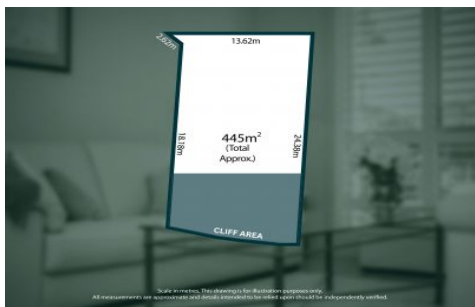 2.62m
13.62m
445m²
(Total
Approx.)
18.18m
24.38m
CLIFF AREA
Scale in metres. This drawing is for illustration purposes only.
All measurements are approximate and details intended to be relied upon should be independently verified.